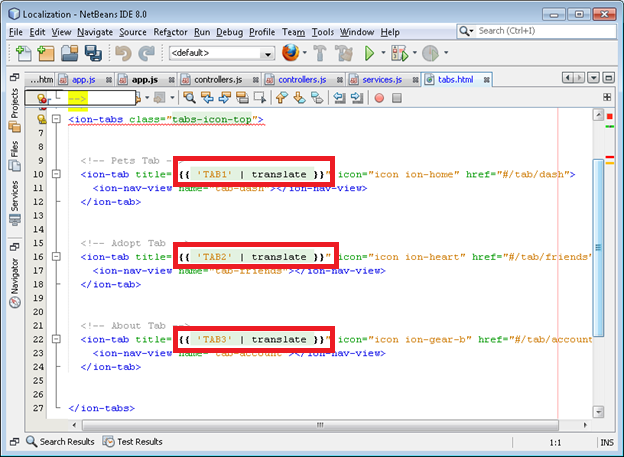 Localization - NetBeans IDE 8.0
File Edit View Navigate Source Refactor Run Debug Profile Team Tools Window Help Search (Ctrl+I)
<default>
...htm app.js app.js controllers.js controllers.js services.js tabs.html
-->
6 <ion-tabs class="tabs-icon-top">
7
8
9 <!-- Pets Tab -
10 <ion-tab title="{{ 'TAB1' | translate }}" icon="icon ion-home" href="#/tab/dash">
11 <ion-nav-view name="tab-dash"></ion-nav-view>
12 </ion-tab>
13
14
15 <!-- Adopt Tab
16 <ion-tab title="{{ 'TAB2' | translate }}" icon="icon ion-heart" href="#/tab/friends"
17 <ion-nav-view name="tab-friends"></ion-nav-view>
18 </ion-tab>
19
20
21 <!-- About Tab -->
22 <ion-tab title="{{ 'TAB3' | translate }}" icon="icon ion-gear-b" href="#/tab/account
23 <ion-nav-view name="tab-account"></ion-nav-view>
24 </ion-tab>
25
26
27 </ion-tabs>
Projects
Files
Services
Navigator
Search Results Test Results
1:1 INS